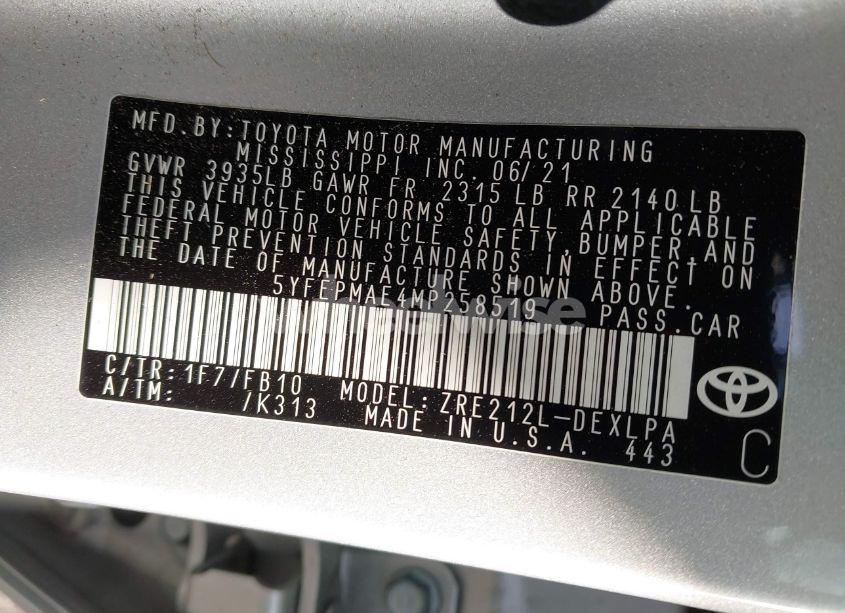 MFD.BY:TOYOTA MOTOR MANUFACTURING
MISSISSIPPI INC. 06/21
GVWR 3935LB GAWR FR 2315 LB RR 2140 LB
THIS VEHICLE CONFORMS TO ALL APPLICABLE
FEDERAL MOTOR VEHICLE SAFETY, BUMPER, AND
THEFT PREVENTION STANDARDS IN EFFECT ON
THE DATE OF MANUFACTURE SHOWN ABOVE.
5YFEPMAE4MP258519 PASS.CAR
C/TR:1F7/FB10 MODEL:ZRE212L-DEXLPA
A/TM: /K313 MADE IN U.S.A. 443
C